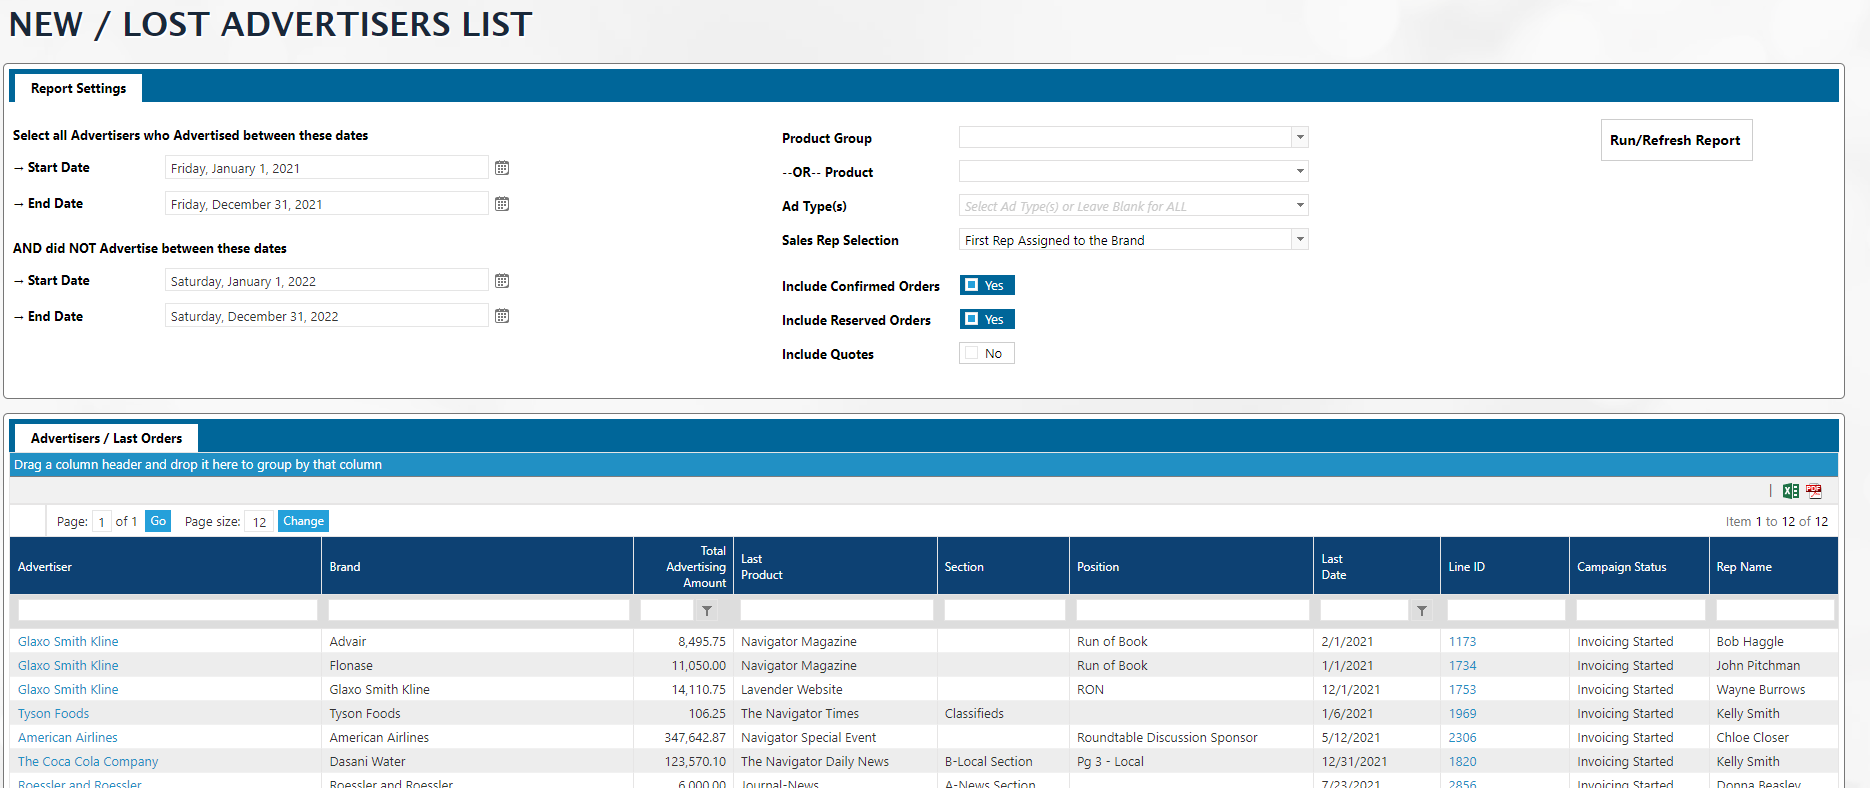 NEW / LOST ADVERTISERS LIST
Report Settings
Select all Advertisers who Advertised between these dates
→ Start Date Friday, January 1, 2021
→ End Date Friday, December 31, 2021
AND did NOT Advertise between these dates
→ Start Date Saturday, January 1, 2022
→ End Date Saturday, December 31, 2022
Product Group
--OR-- Product
Ad Type(s) Select Ad Type(s) or Leave Blank for ALL
Sales Rep Selection First Rep Assigned to the Brand
Include Confirmed Orders Yes
Include Reserved Orders Yes
Include Quotes No
Run/Refresh Report
Advertisers / Last Orders
Drag a column header and drop it here to group by that column
Page: 1 of 1 Go Page size: 12 Change Item 1 to 12 of 12
Advertiser Brand Total Advertising Amount Last Product Section Position Last Date Line ID Campaign Status Rep Name
Glaxo Smith Kline Advair 8,495.75 Navigator Magazine Run of Book 2/1/2021 1173 Invoicing Started Bob Haggle
Glaxo Smith Kline Flonase 11,050.00 Navigator Magazine Run of Book 1/1/2021 1734 Invoicing Started John Pitchman
Glaxo Smith Kline Glaxo Smith Kline 14,110.75 Lavender Website RON 12/1/2021 1753 Invoicing Started Wayne Burrows
Tyson Foods Tyson Foods 106.25 The Navigator Times Classifieds 1/6/2021 1969 Invoicing Started Kelly Smith
American Airlines American Airlines 347,642.87 Navigator Special Event Roundtable Discussion Sponsor 5/12/2021 2306 Invoicing Started Chloe Closer
The Coca Cola Company Dasani Water 123,570.10 The Navigator Daily News B-Local Section Pg 3 - Local 12/31/2021 1820 Invoicing Started Kelly Smith
Roessler and Roessler Roessler and Roessler 6,000.00 Journal-News A-News Section 7/23/2021 2856 Invoicing Started Donna Beasley